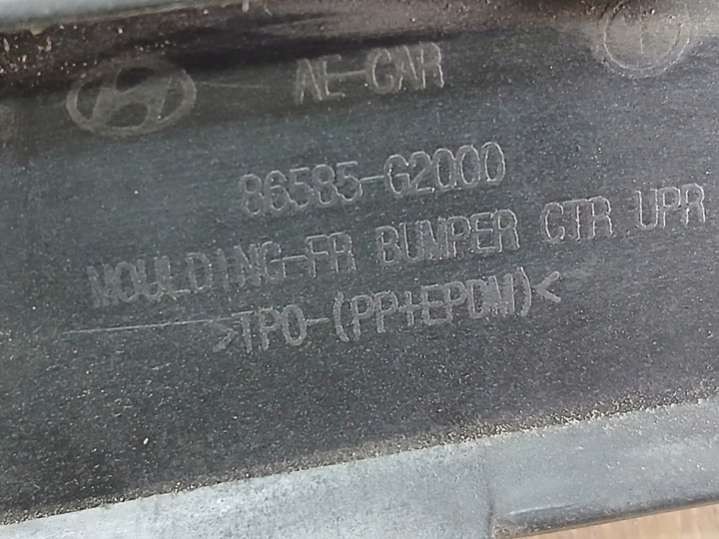 AE-CAR
86585-G2000
MOULDING-FR BUMPER CTR UPR
>TPO-(PP+EPDM)<